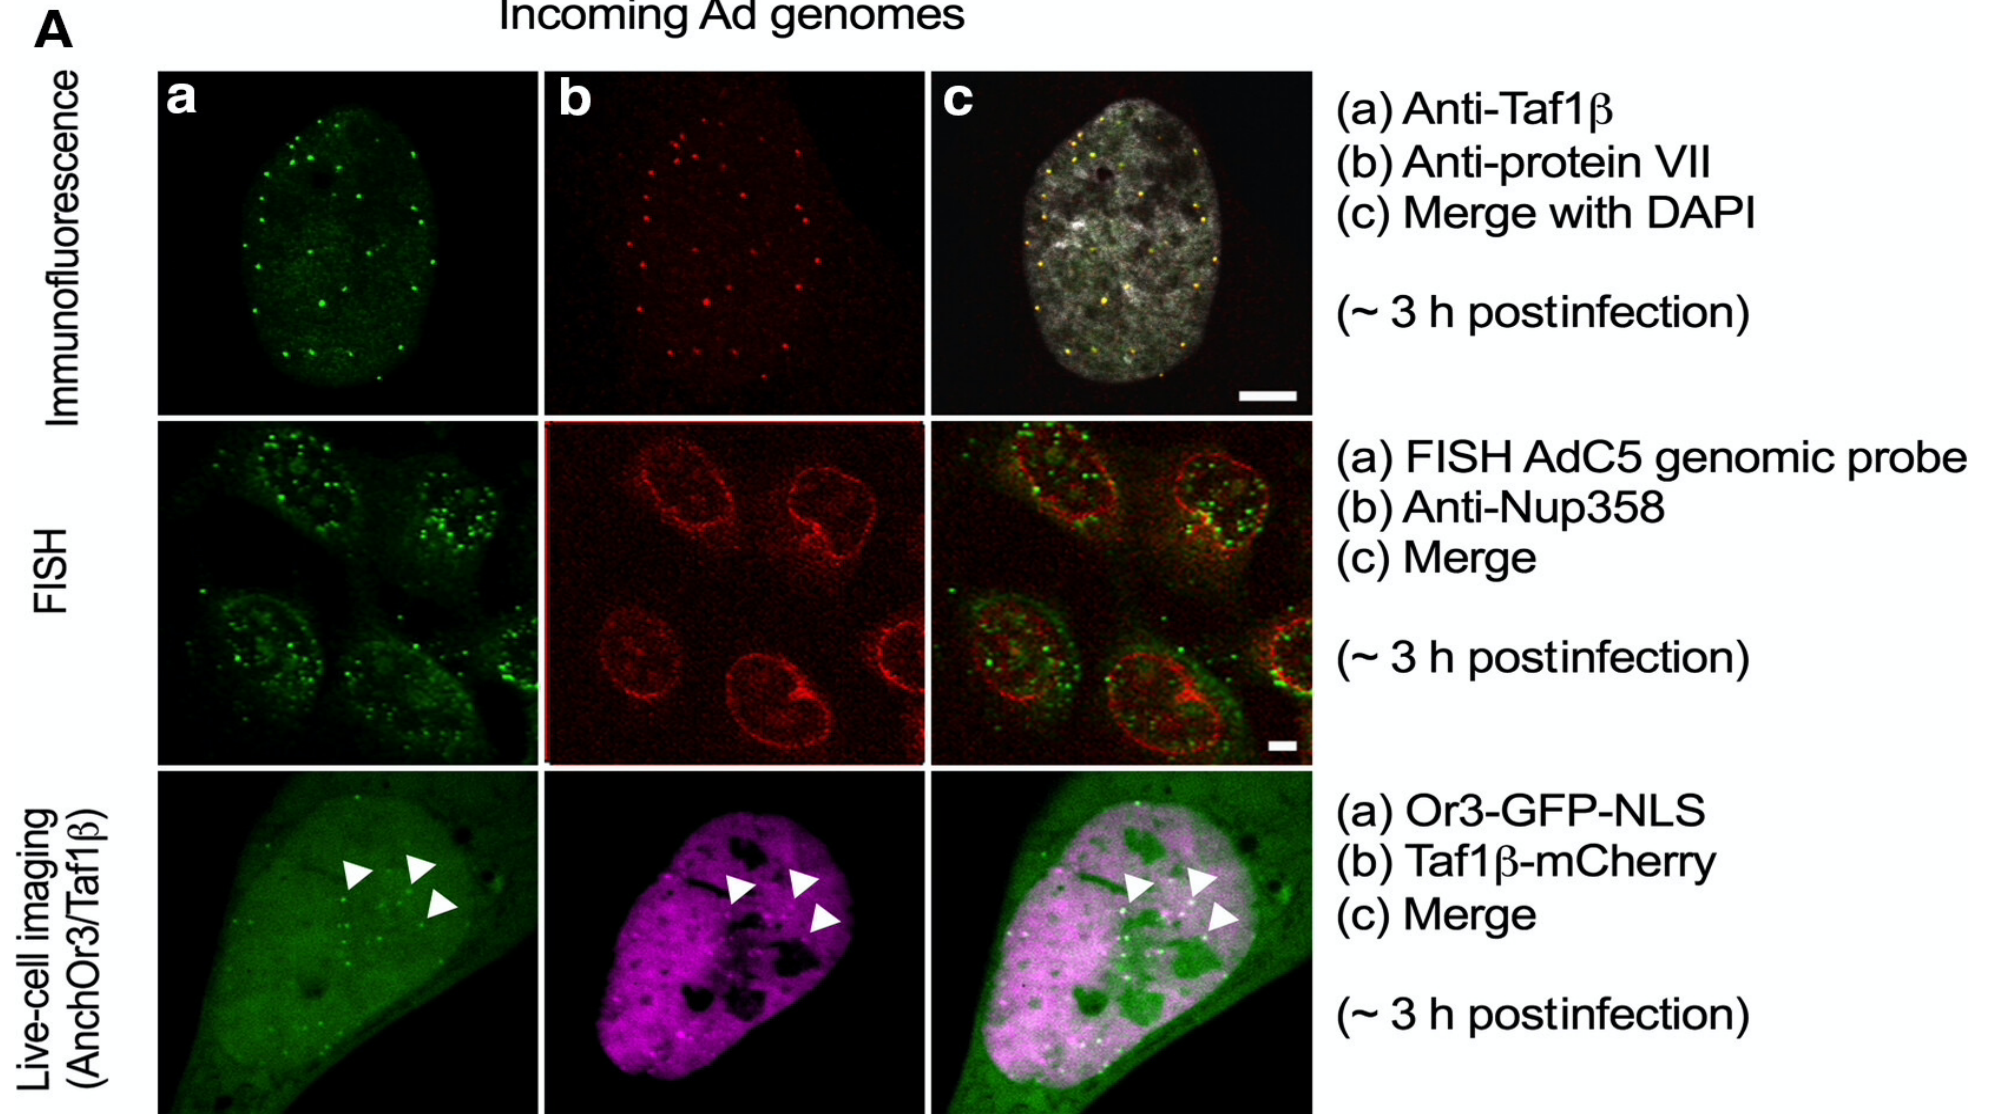 A
Incoming Ad genomes
Immunofluorescence
a
b
c
(a) Anti-Taf1β
(b) Anti-protein VII
(c) Merge with DAPI
(~ 3 h postinfection)
FISH
(a) FISH AdC5 genomic probe
(b) Anti-Nup358
(c) Merge
(~ 3 h postinfection)
Live-cell imaging
(AnchOr3/Taf1β)
(a) Or3-GFP-NLS
(b) Taf1β-mCherry
(c) Merge
(~ 3 h postinfection)